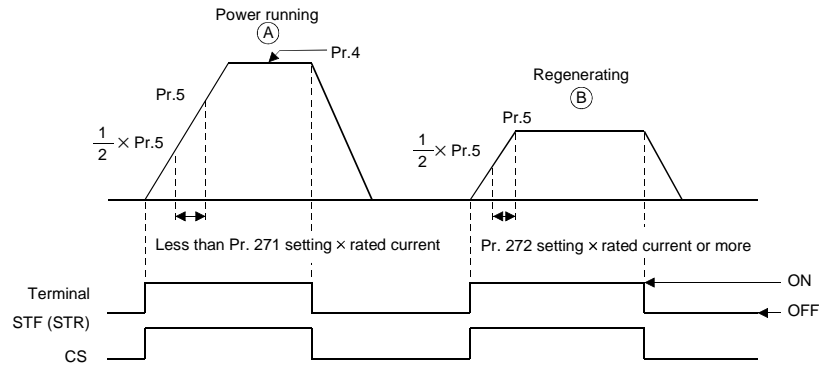 Power running
A
Pr.4
Regenerating
B
Pr.5
Pr.5
1/2 × Pr.5
1/2 × Pr.5
Less than Pr. 271 setting × rated current
Pr. 272 setting × rated current or more
Terminal
STF (STR)
ON
OFF
CS